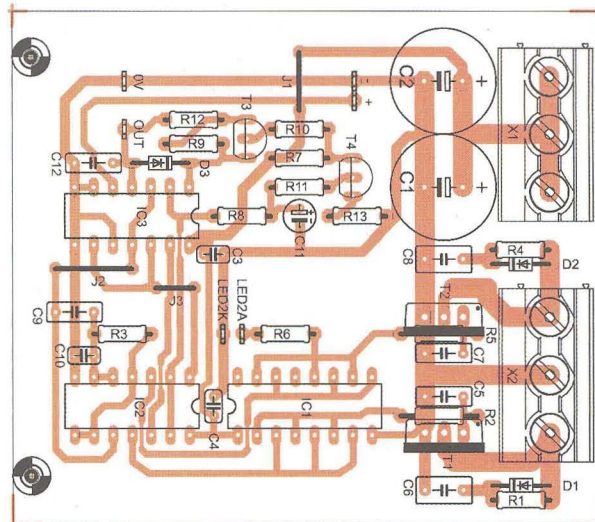 0V
J1
-
+
C2
+
X1
T3
R12
OUT
R10
R9
T4
C12
D3
R7
R11
C1
+
IC3
R8
+
R13
C11
C3
C8
R4
D2
J2
J3
LED2K
LED2A
T2
C9
R3
R6
R5
C10
C7
X2
C5
IC2
C4
IC1
R2
T1
C6
D1
R1